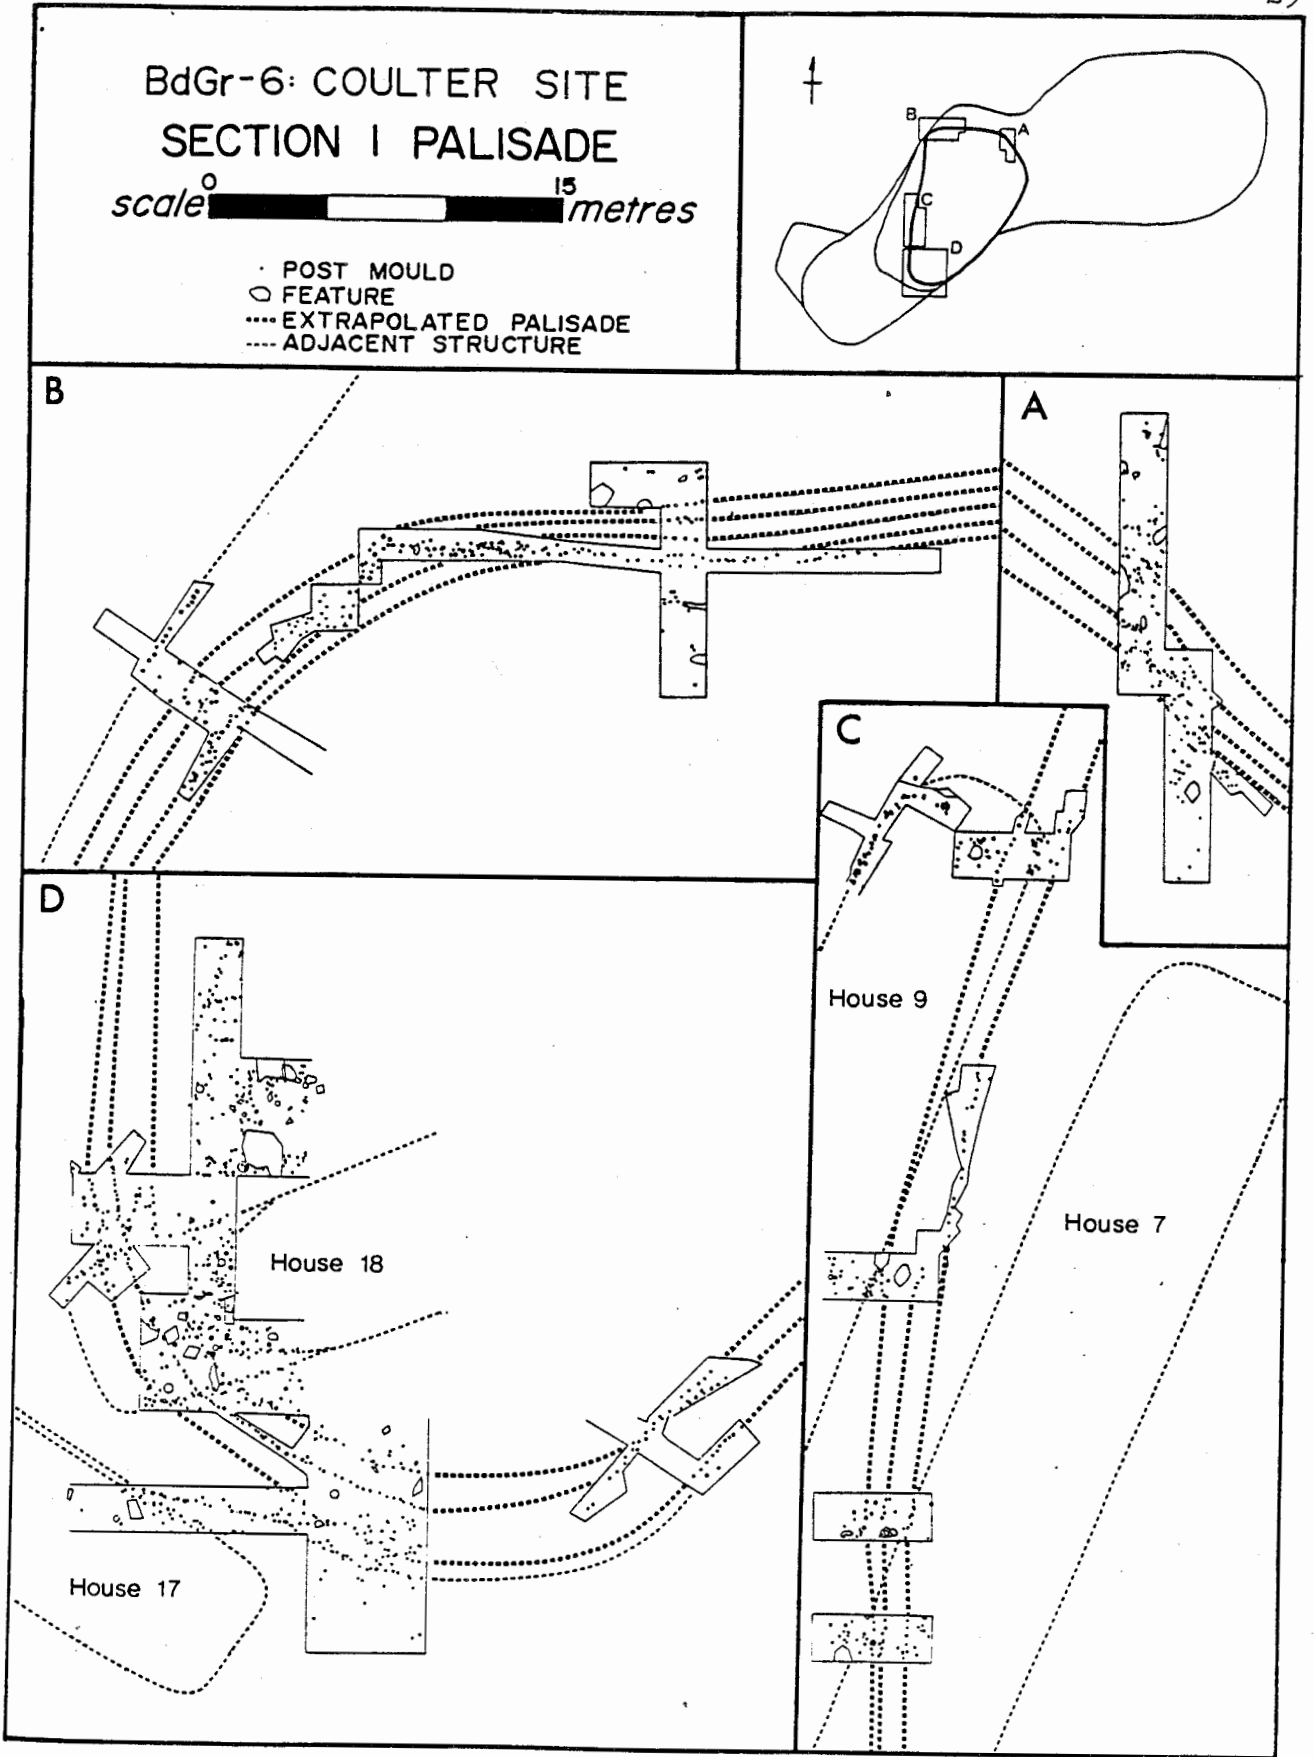 BdGr-6: COULTER SITE
SECTION I PALISADE
0 15
scale metres
POST MOULD
FEATURE
EXTRAPOLATED PALISADE
ADJACENT STRUCTURE
B
A
C
D
B
A
C
D
House 9
House 7
House 18
House 17